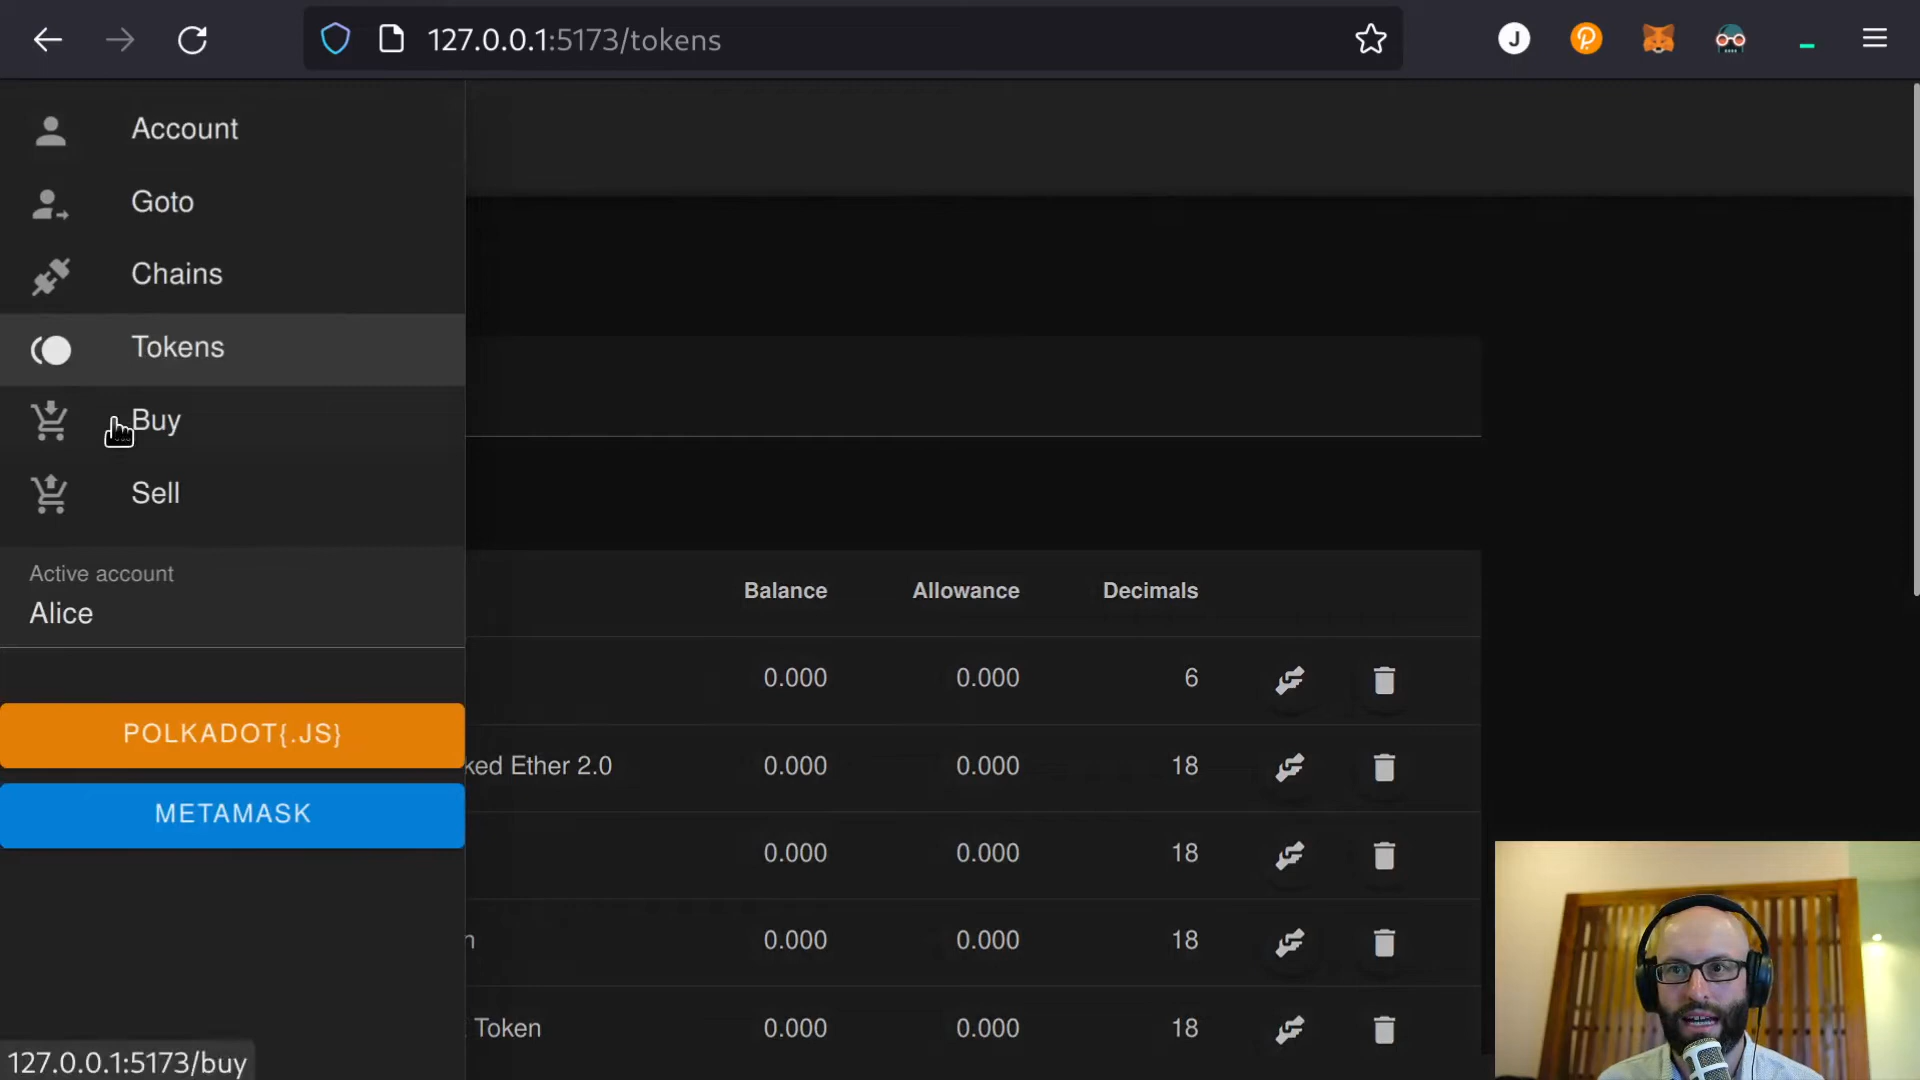 127.0.0.1:5173/tokens
J
Account
Goto
Chains
Tokens
Buy
Sell
Active account
Alice
POLKADOT{.JS}
METAMASK
Balance Allowance Decimals
0.000 0.000 6
ked Ether 2.0 0.000 0.000 18
0.000 0.000 18
n 0.000 0.000 18
Token 0.000 0.000 18
127.0.0.1:5173/buy